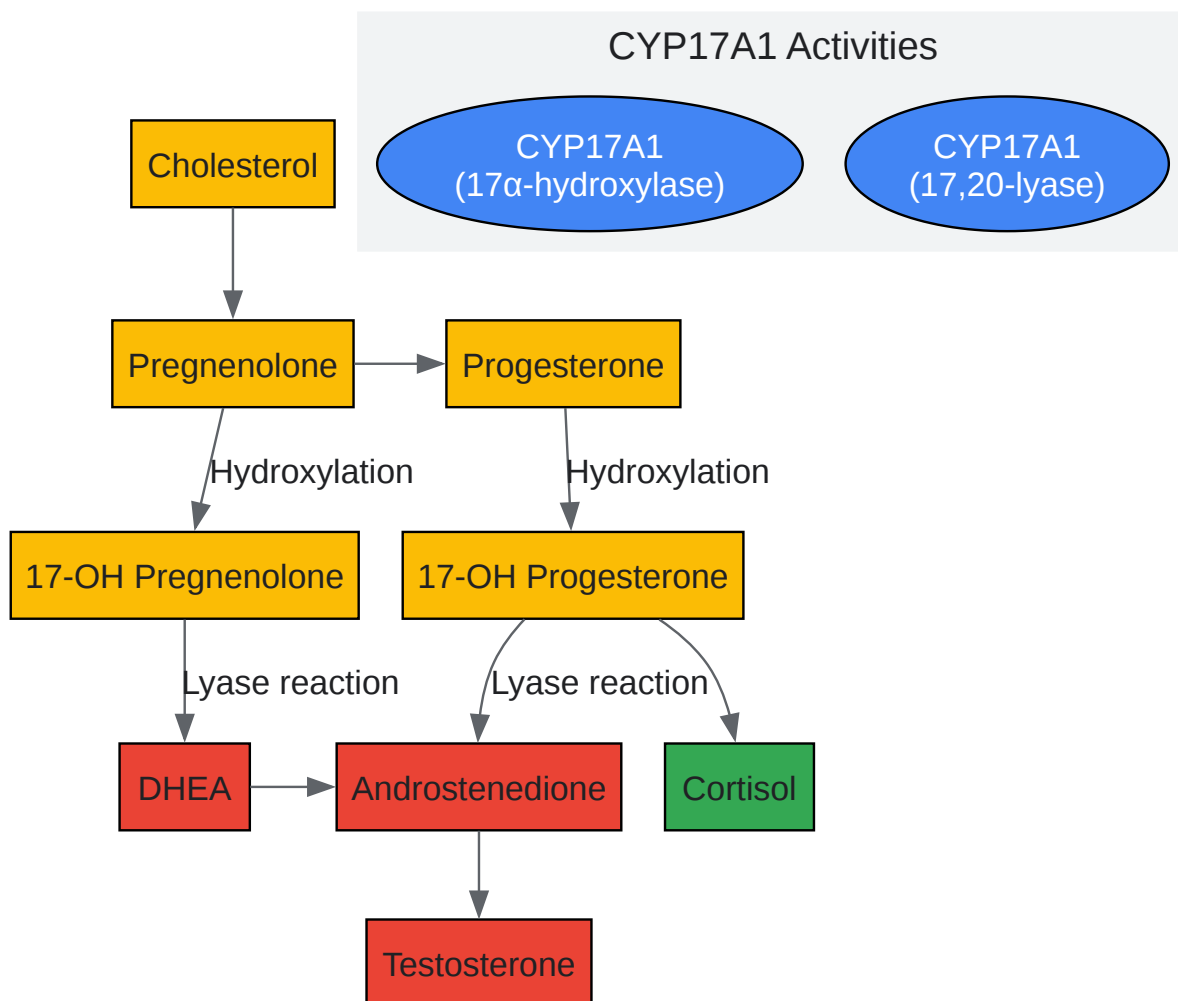 CYP17A1 Activities
CYP17A1
(17α-hydroxylase)
CYP17A1
(17,20-lyase)
Cholesterol
Pregnenolone
Progesterone
Hydroxylation
Hydroxylation
17-OH Pregnenolone
17-OH Progesterone
Lyase reaction
Lyase reaction
DHEA
Androstenedione
Cortisol
Testosterone